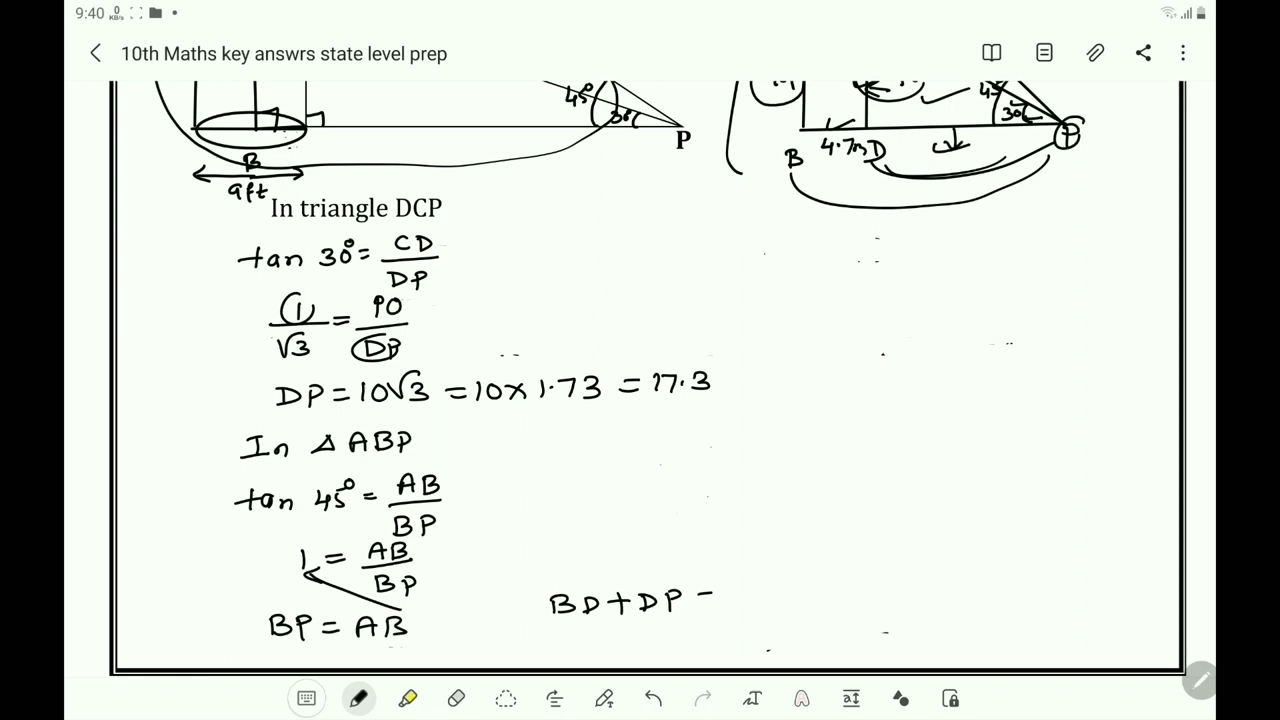 9:40 0 KB/s
10th Maths key answrs state level prep
45° 30° P
B
9ft
45 30 P
B 4.7m D
In triangle DCP
tan 30° = CD/DP
1/√3 = 10/DP
DP = 10√3 = 10 × 1.73 = 17.3
In △ ABP
tan 45° = AB/BP
1 = AB/BP
BP = AB
BD + DP -